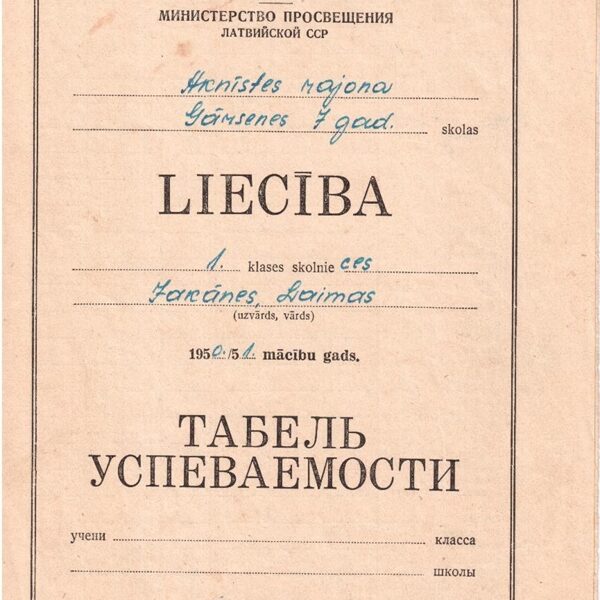 МИНИСТЕРСТВО ПРОСВЕЩЕНИЯ
ЛАТВИЙСКОЙ ССР
Aknīstes rajona
Gārsenes 7 gad. skolas
LIECĪBA
1. klases skolnieces
Zarānes, Laimas
(uzvārds, vārds)
1950./51. mācību gads.
ТАБЕЛЬ
УСПЕВАЕМОСТИ
учени класса
школы